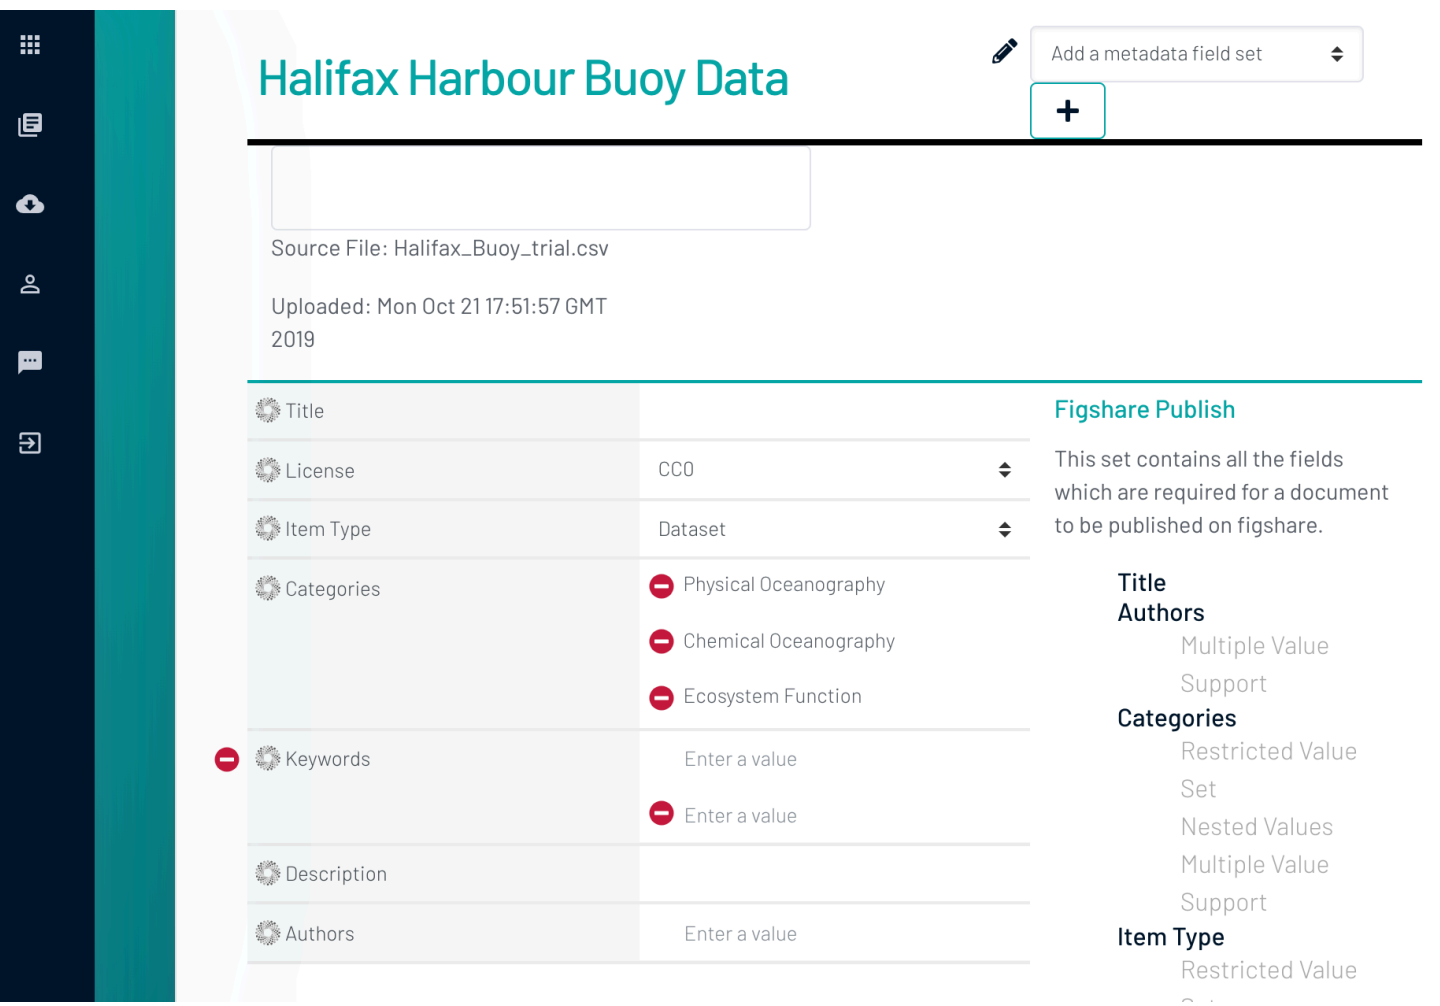 Halifax Harbour Buoy Data
Add a metadata field set
Source File: Halifax_Buoy_trial.csv
Uploaded: Mon Oct 21 17:51:57 GMT
2019
Title
License
CC0
Item Type
Dataset
Categories
Physical Oceanography
Chemical Oceanography
Ecosystem Function
Keywords
Enter a value
Enter a value
Description
Authors
Enter a value
Figshare Publish
This set contains all the fields
which are required for a document
to be published on figshare.
Title
Authors
Multiple Value
Support
Categories
Restricted Value
Set
Nested Values
Multiple Value
Support
Item Type
Restricted Value